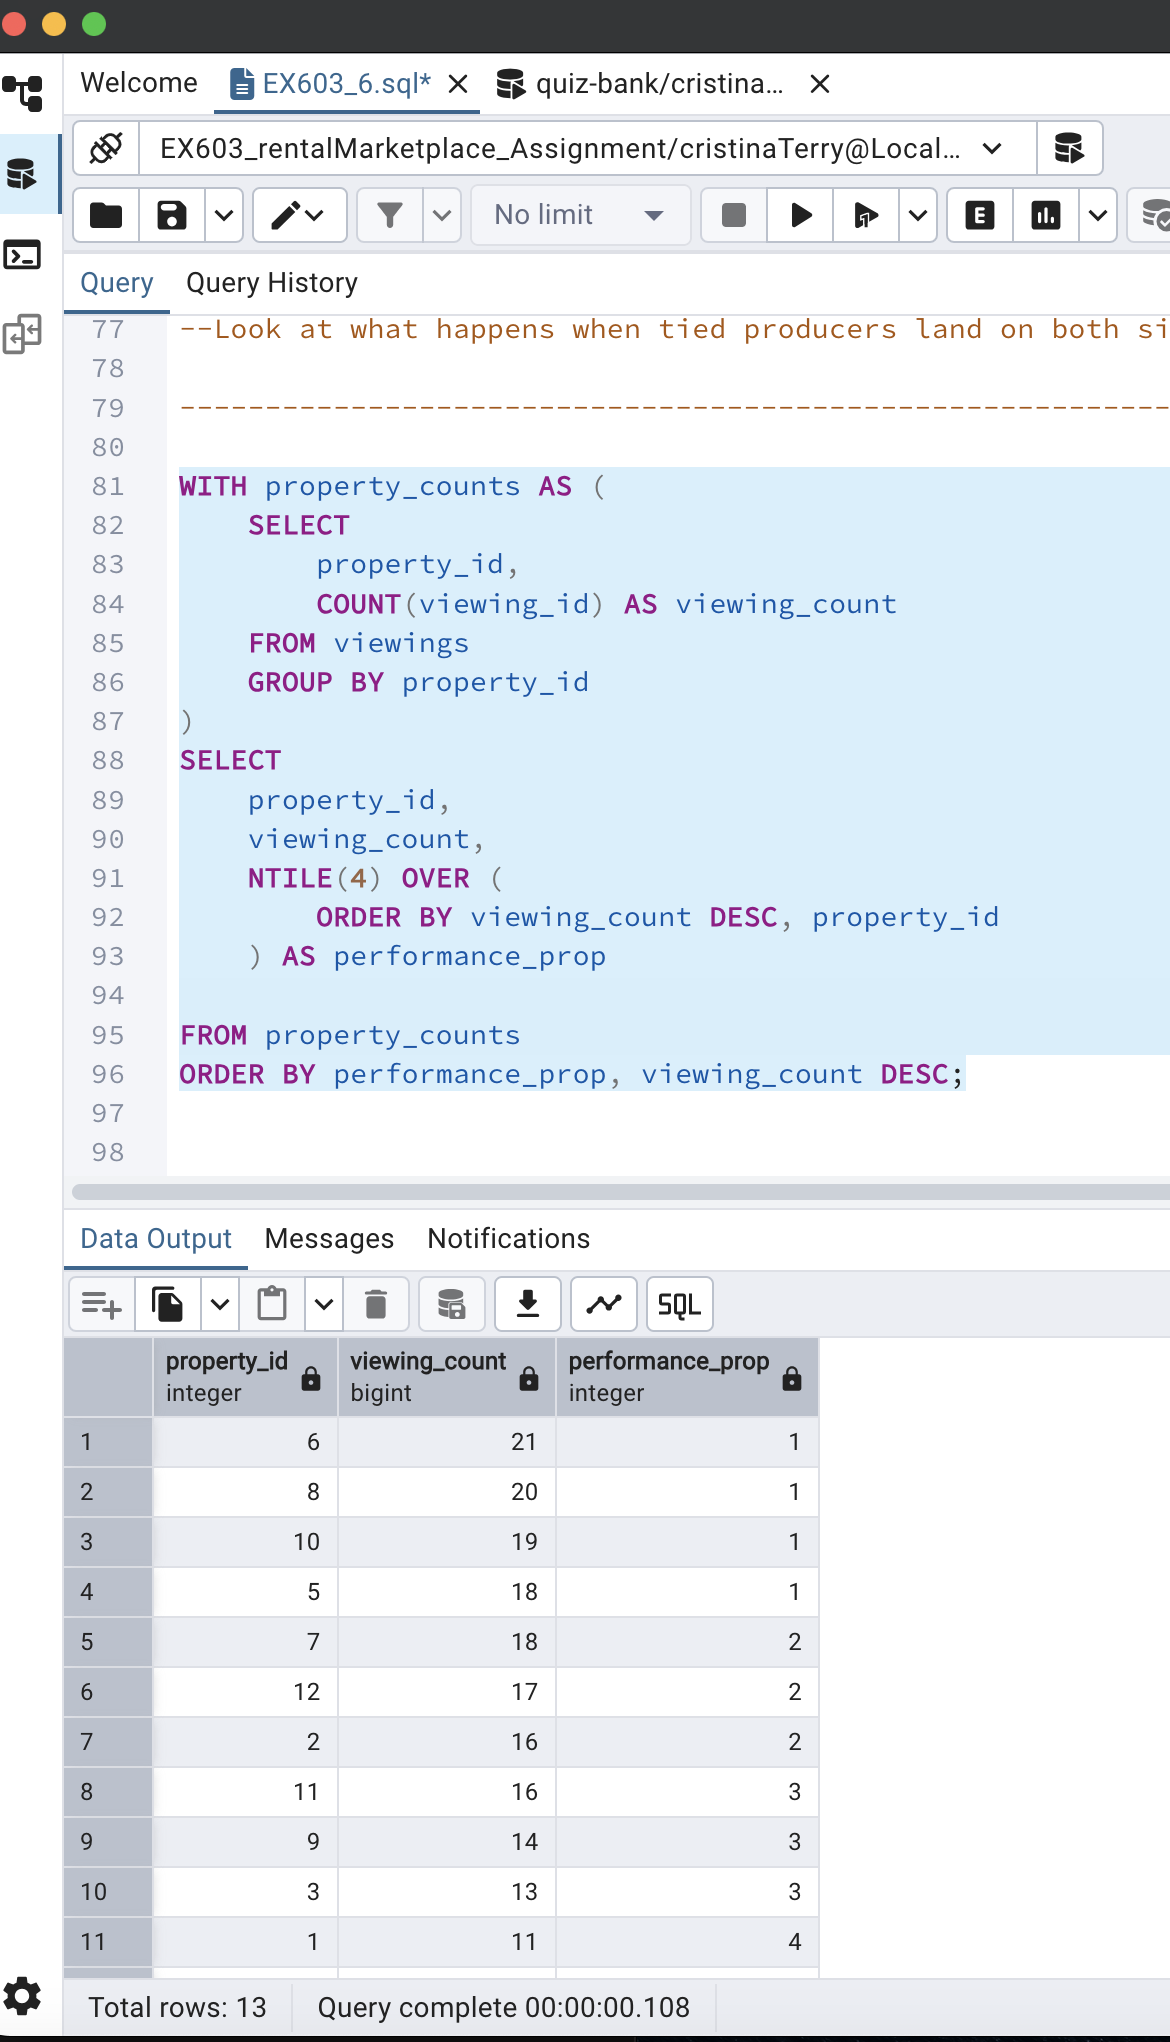 Welcome
EX603_6.sql*
quiz-bank/cristina...
EX603_rentalMarketplace_Assignment/cristinaTerry@Local...
No limit
E
Query
Query History
77 --Look at what happens when tied producers land on both si
78
79 ----------------------------------------------------------
80
81 WITH property_counts AS (
82     SELECT
83         property_id,
84         COUNT(viewing_id) AS viewing_count
85     FROM viewings
86     GROUP BY property_id
87 )
88 SELECT
89     property_id,
90     viewing_count,
91     NTILE(4) OVER (
92         ORDER BY viewing_count DESC, property_id
93     ) AS performance_prop
94
95 FROM property_counts
96 ORDER BY performance_prop, viewing_count DESC;
97
98
Data Output
Messages
Notifications
SQL
property_id viewing_count performance_prop
integer bigint integer
1 6 21 1
2 8 20 1
3 10 19 1
4 5 18 1
5 7 18 2
6 12 17 2
7 2 16 2
8 11 16 3
9 9 14 3
10 3 13 3
11 1 11 4
Total rows: 13
Query complete 00:00:00.108